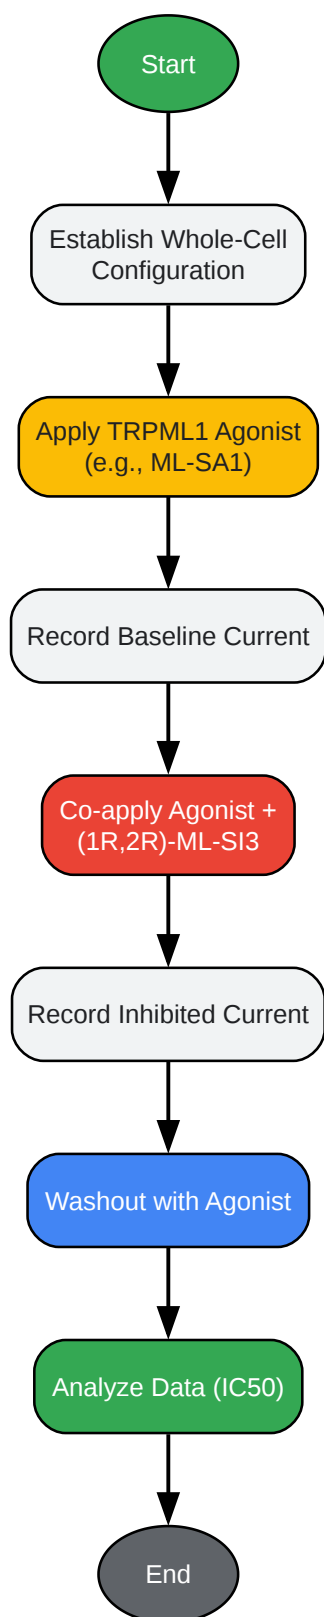 Start
Establish Whole-Cell
Configuration
Apply TRPML1 Agonist
(e.g., ML-SA1)
Record Baseline Current
Co-apply Agonist +
(1R,2R)-ML-SI3
Record Inhibited Current
Washout with Agonist
Analyze Data (IC50)
End